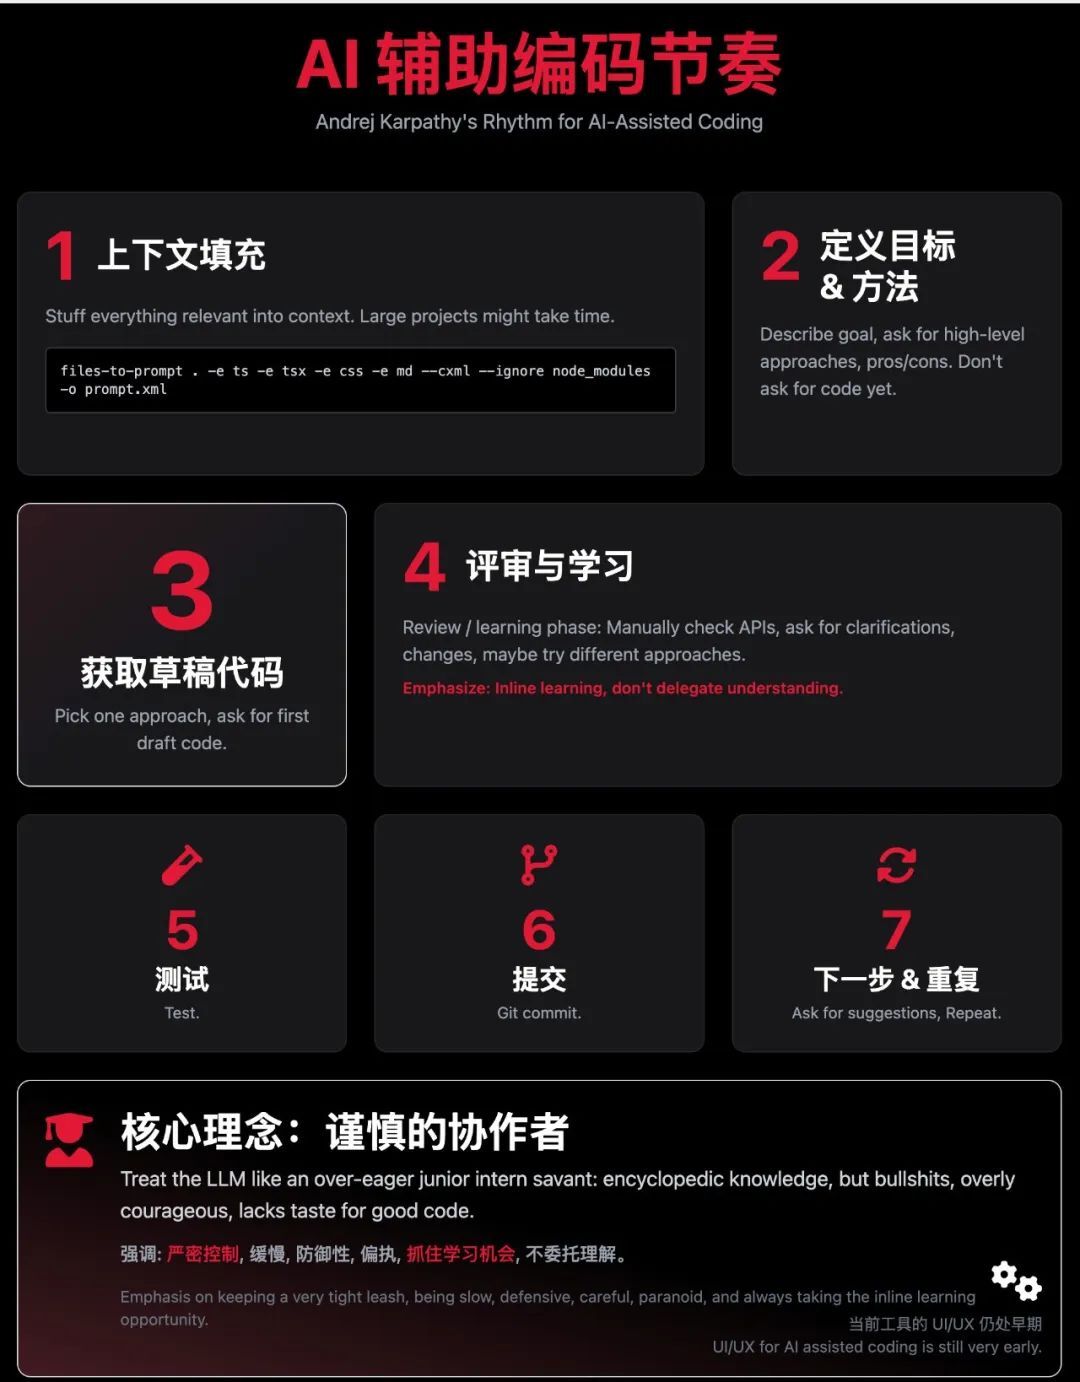 AI 辅助编码节奏
Andrej Karpathy's Rhythm for AI-Assisted Coding
1 上下文填充
Stuff everything relevant into context. Large projects might take time.
files-to-prompt . -e ts -e tsx -e css -e md --cxml --ignore node_modules
-o prompt.xml
2 定义目标
& 方法
Describe goal, ask for high-level
approaches, pros/cons. Don't
ask for code yet.
3
获取草稿代码
Pick one approach, ask for first
draft code.
4 评审与学习
Review / learning phase: Manually check APIs, ask for clarifications,
changes, maybe try different approaches.
Emphasize: Inline learning, don't delegate understanding.
5
测试
Test.
6
提交
Git commit.
7
下一步 & 重复
Ask for suggestions, Repeat.
核心理念：谨慎的协作者
Treat the LLM like an over-eager junior intern savant: encyclopedic knowledge, but bullshits, overly
courageous, lacks taste for good code.
强调: 严密控制, 缓慢, 防御性, 偏执, 抓住学习机会, 不委托理解。
Emphasis on keeping a very tight leash, being slow, defensive, careful, paranoid, and always taking the inline learning
opportunity.
当前工具的 UI/UX 仍处早期
UI/UX for AI assisted coding is still very early.